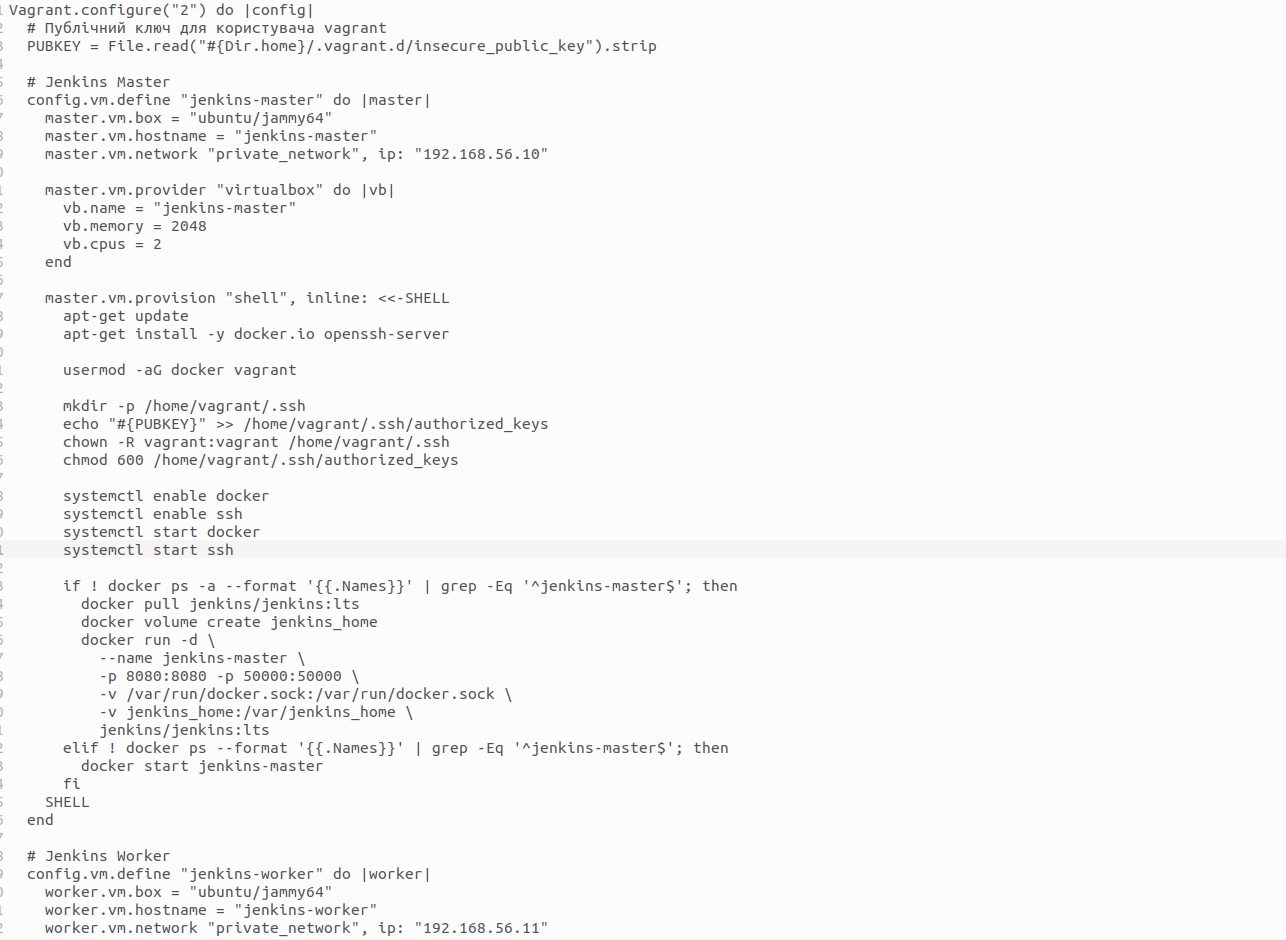 Vagrant.configure("2") do |config|
  # Публічний ключ для користувача vagrant
  PUBKEY = File.read("#{Dir.home}/.vagrant.d/insecure_public_key").strip

  # Jenkins Master
  config.vm.define "jenkins-master" do |master|
    master.vm.box = "ubuntu/jammy64"
    master.vm.hostname = "jenkins-master"
    master.vm.network "private_network", ip: "192.168.56.10"

    master.vm.provider "virtualbox" do |vb|
      vb.name = "jenkins-master"
      vb.memory = 2048
      vb.cpus = 2
    end

    master.vm.provision "shell", inline: <<-SHELL
      apt-get update
      apt-get install -y docker.io openssh-server

      usermod -aG docker vagrant

      mkdir -p /home/vagrant/.ssh
      echo "#{PUBKEY}" >> /home/vagrant/.ssh/authorized_keys
      chown -R vagrant:vagrant /home/vagrant/.ssh
      chmod 600 /home/vagrant/.ssh/authorized_keys

      systemctl enable docker
      systemctl enable ssh
      systemctl start docker
      systemctl start ssh

      if ! docker ps -a --format '{{.Names}}' | grep -Eq '^jenkins-master$'; then
        docker pull jenkins/jenkins:lts
        docker volume create jenkins_home
        docker run -d \
          --name jenkins-master \
          -p 8080:8080 -p 50000:50000 \
          -v /var/run/docker.sock:/var/run/docker.sock \
          -v jenkins_home:/var/jenkins_home \
          jenkins/jenkins:lts
      elif ! docker ps --format '{{.Names}}' | grep -Eq '^jenkins-master$'; then
        docker start jenkins-master
      fi
    SHELL
  end

  # Jenkins Worker
  config.vm.define "jenkins-worker" do |worker|
    worker.vm.box = "ubuntu/jammy64"
    worker.vm.hostname = "jenkins-worker"
    worker.vm.network "private_network", ip: "192.168.56.11"